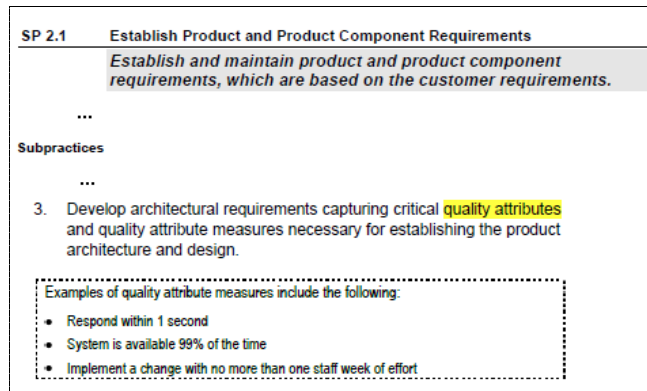 SP 2.1 Establish Product and Product Component Requirements
Establish and maintain product and product component
requirements, which are based on the customer requirements.
...
Subpractices
...
3. Develop architectural requirements capturing critical quality attributes
and quality attribute measures necessary for establishing the product
architecture and design.
Examples of quality attribute measures include the following:
• Respond within 1 second
• System is available 99% of the time
• Implement a change with no more than one staff week of effort